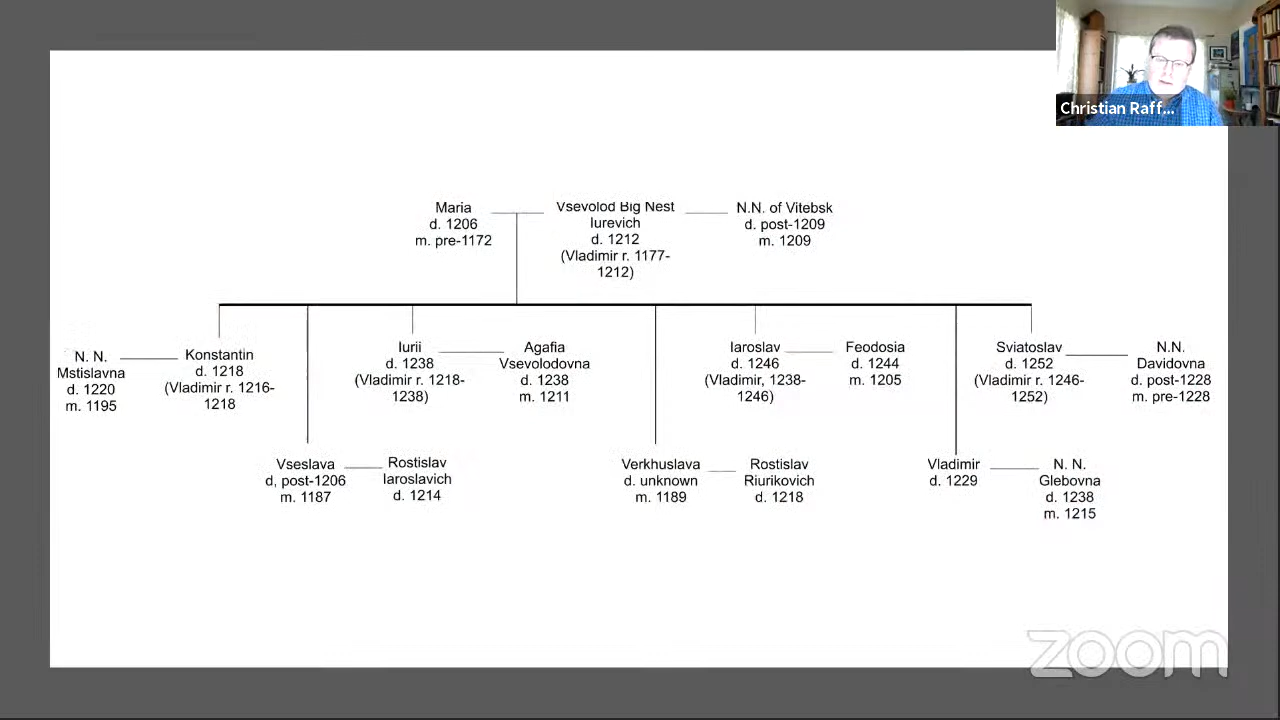 Christian Raff...
Maria
d. 1206
m. pre-1172
Vsevolod Big Nest
Iurevich
d. 1212
(Vladimir r. 1177-
1212)
N.N. of Vitebsk
d. post-1209
m. 1209
N. N.
Mstislavna
d. 1220
m. 1195
Konstantin
d. 1218
(Vladimir r. 1216-
1218
Iurii
d. 1238
(Vladimir r. 1218-
1238)
Agafia
Vsevolodovna
d. 1238
m. 1211
Iaroslav
d. 1246
(Vladimir, 1238-
1246)
Feodosia
d. 1244
m. 1205
Sviatoslav
d. 1252
(Vladimir r. 1246-
1252)
N.N.
Davidovna
d. post-1228
m. pre-1228
Vseslava
d, post-1206
m. 1187
Rostislav
Iaroslavich
d. 1214
Verkhuslava
d. unknown
m. 1189
Rostislav
Riurikovich
d. 1218
Vladimir
d. 1229
N. N.
Glebovna
d. 1238
m. 1215
zoom